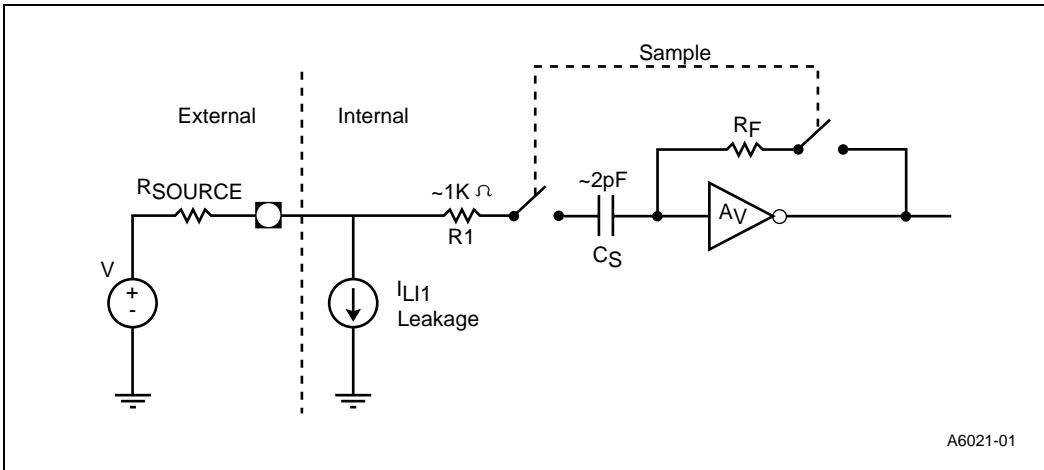 Sample
External
Internal
RF
RSOURCE
~1K Ω
R1
~2pF
CS
AV
V
+
-
ILI1
Leakage
A6021-01